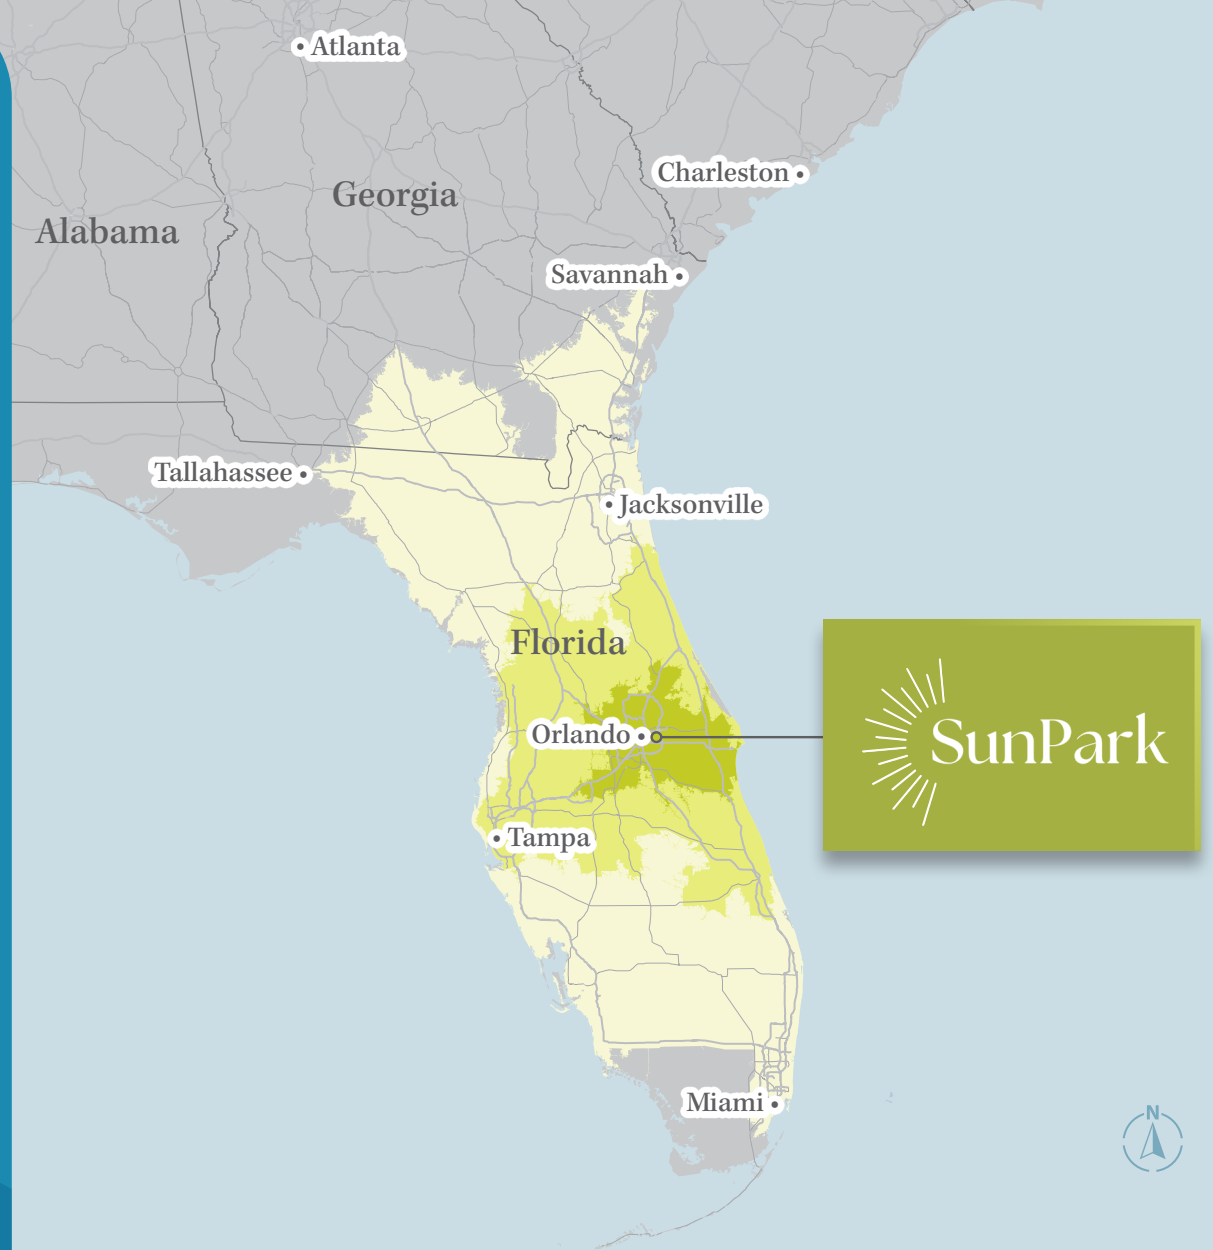 Atlanta
Charleston
Georgia
Alabama
Savannah
Tallahassee
Jacksonville
Florida
Orlando
SunPark
Tampa
Miami
N